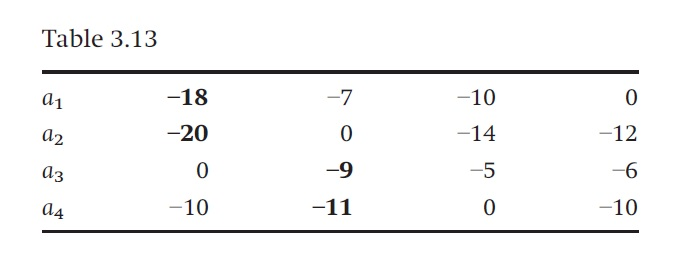 Table 3.13
a1 –18 –7 –10 0
a2 –20 0 –14 –12
a3 0 –9 –5 –6
a4 –10 –11 0 –10